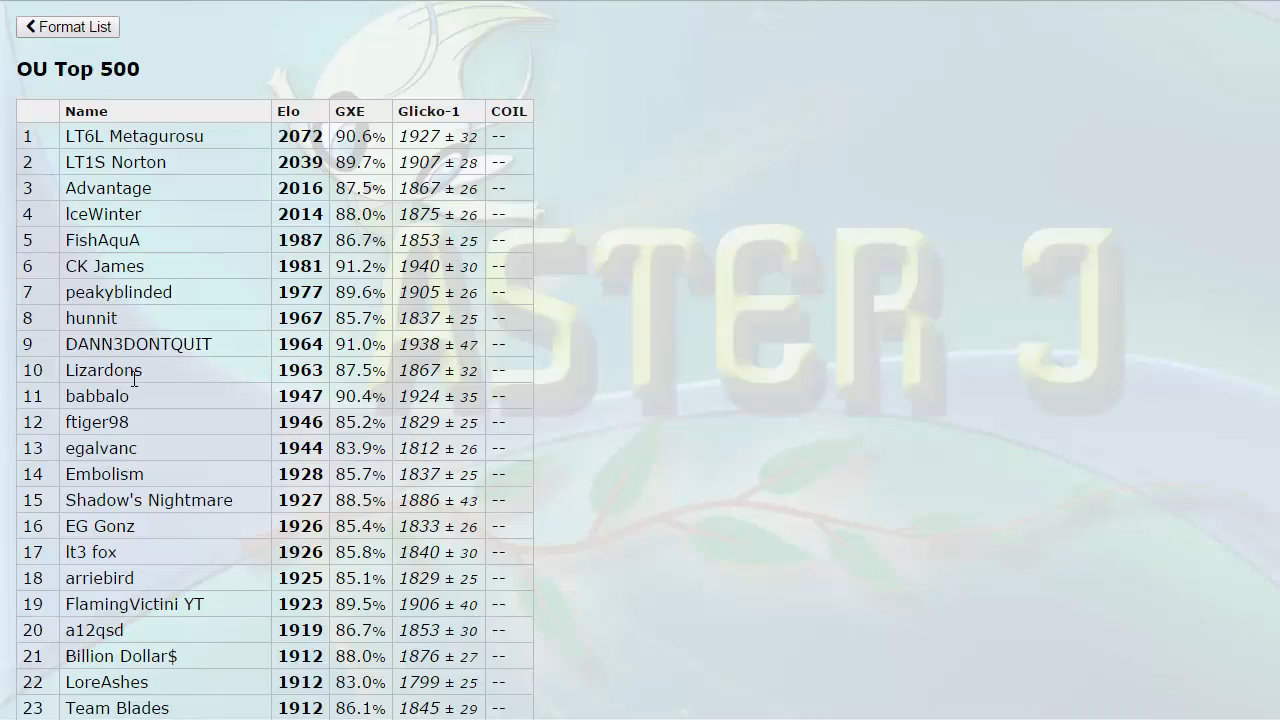 Format List
OU Top 500
Name Elo GXE Glicko-1 COIL
1 LT6L Metagurosu 2072 90.6% 1927 ± 32 --
2 LT1S Norton 2039 89.7% 1907 ± 28 --
3 Advantage 2016 87.5% 1867 ± 26 --
4 IceWinter 2014 88.0% 1875 ± 26 --
5 FishAquA 1987 86.7% 1853 ± 25 --
6 CK James 1981 91.2% 1940 ± 30 --
7 peakyblinded 1977 89.6% 1905 ± 26 --
8 hunnit 1967 85.7% 1837 ± 25 --
9 DANN3DONTQUIT 1964 91.0% 1938 ± 47 --
10 Lizardons 1963 87.5% 1867 ± 32 --
11 babbalo 1947 90.4% 1924 ± 35 --
12 ftiger98 1946 85.2% 1829 ± 25 --
13 egalvanc 1944 83.9% 1812 ± 26 --
14 Embolism 1928 85.7% 1837 ± 25 --
15 Shadow's Nightmare 1927 88.5% 1886 ± 43 --
16 EG Gonz 1926 85.4% 1833 ± 26 --
17 lt3 fox 1926 85.8% 1840 ± 30 --
18 arriebird 1925 85.1% 1829 ± 25 --
19 FlamingVictini YT 1923 89.5% 1906 ± 40 --
20 a12qsd 1919 86.7% 1853 ± 30 --
21 Billion Dollar$ 1912 88.0% 1876 ± 27 --
22 LoreAshes 1912 83.0% 1799 ± 25 --
23 Team Blades 1912 86.1% 1845 ± 29 --
ASTER J